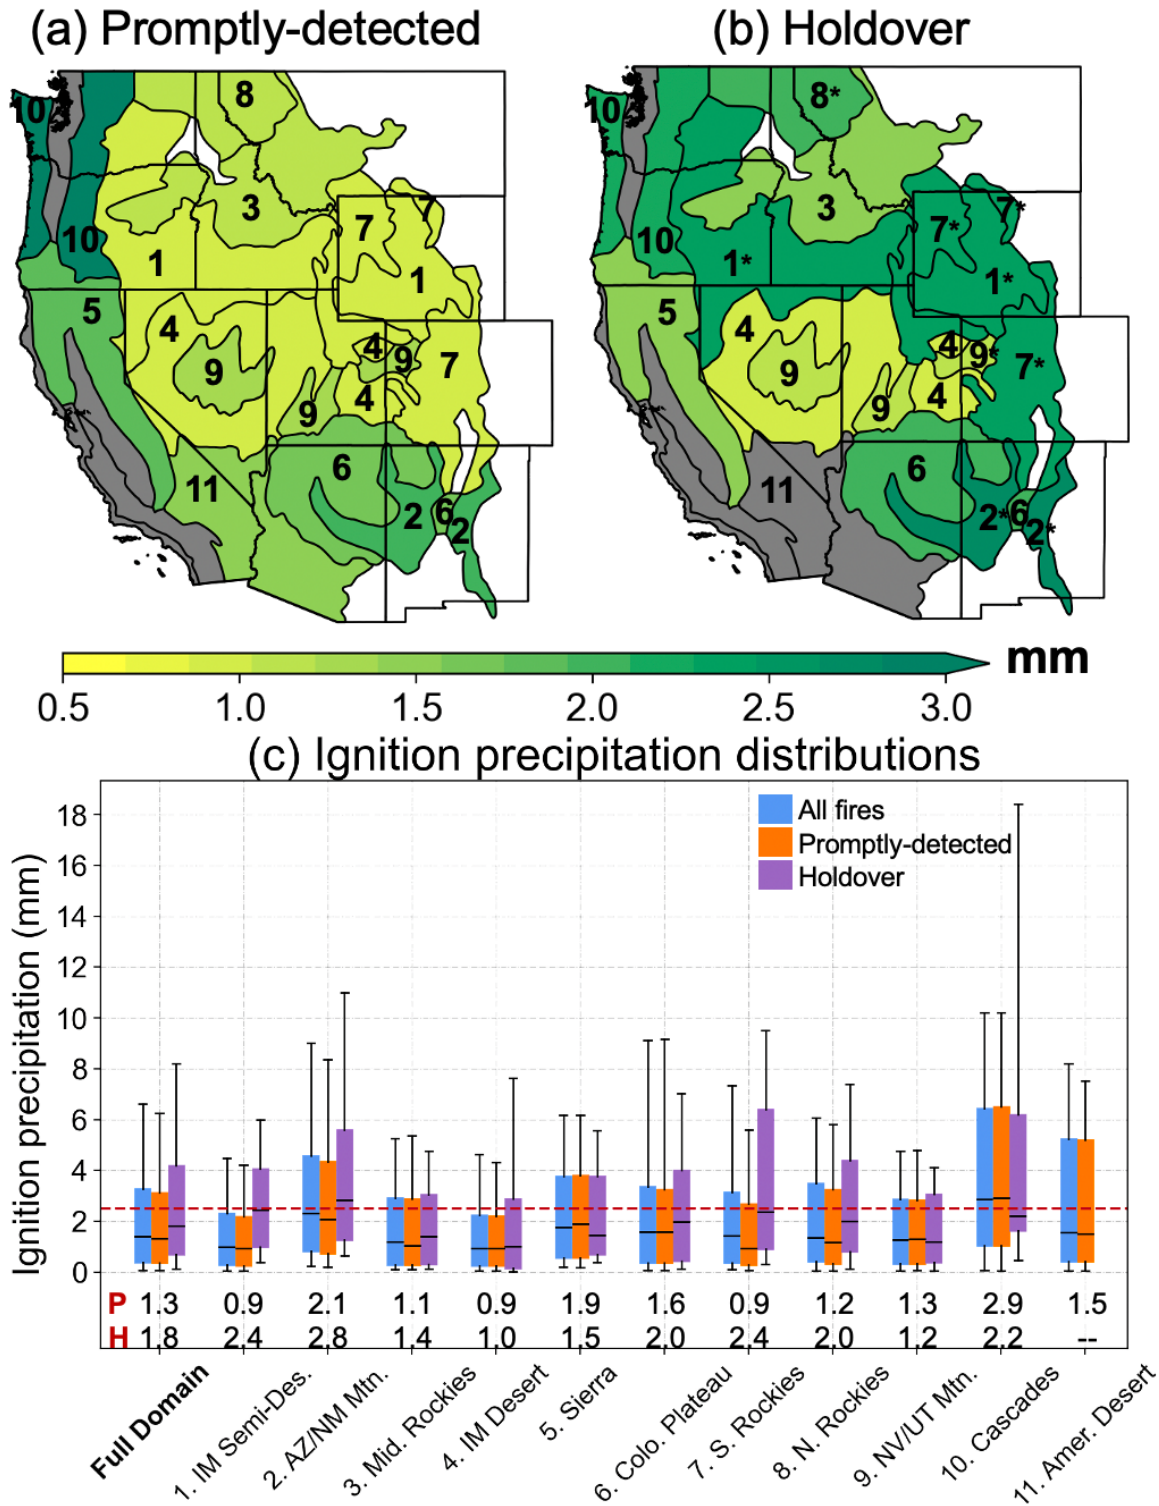 (a) Promptly-detected
(b) Holdover
10
8
10
3
7
7
1
1
5
4
9
4
9
7
4
9
11
6
2
6
2
10
8*
10
3
7*
7*
1*
1*
5
4
9
4
9*
7*
4
9
11
6
2*
6
2*
mm
0.5 1.0 1.5 2.0 2.5 3.0
(c) Ignition precipitation distributions
Ignition precipitation (mm)
18
16
14
12
10
8
6
4
2
0
All fires
Promptly-detected
Holdover
P 1.3 0.9 2.1 1.1 0.9 1.9 1.6 0.9 1.2 1.3 2.9 1.5
H 1.8 2.4 2.8 1.4 1.0 1.5 2.0 2.4 2.0 1.2 2.2 --
Full Domain
1. IM Semi-Des.
2. AZ/NM Mtn.
3. Mid. Rockies
4. IM Desert
5. Sierra
6. Colo. Plateau
7. S. Rockies
8. N. Rockies
9. NV/UT Mtn.
10. Cascades
11. Amer. Desert